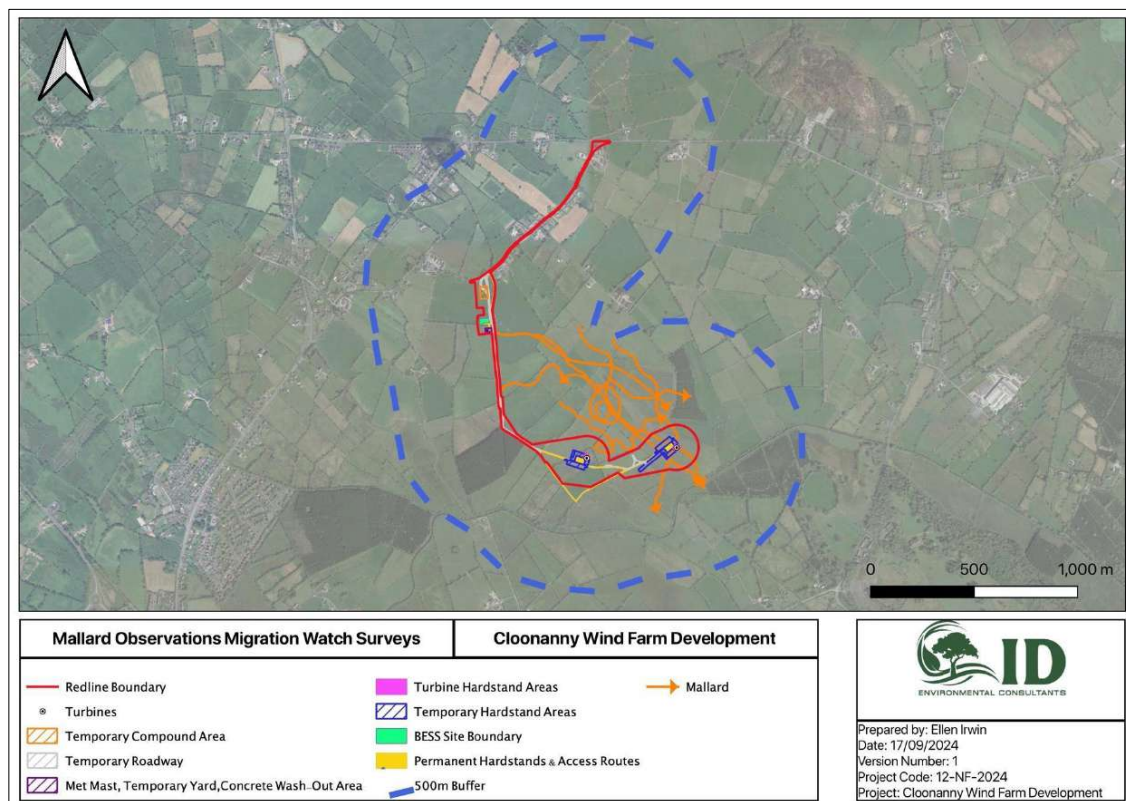 0 500 1,000 m
Mallard Observations Migration Watch Surveys
Cloonanny Wind Farm Development
Redline Boundary
Turbines
Temporary Compound Area
Temporary Roadway
Met Mast, Temporary Yard,Concrete Wash_Out Area
Turbine Hardstand Areas
Temporary Hardstand Areas
BESS Site Boundary
Permanent Hardstands & Access Routes
500m Buffer
Mallard
ID
ENVIRONMENTAL CONSULTANTS
Prepared by: Ellen Irwin
Date: 17/09/2024
Version Number: 1
Project Code: 12-NF-2024
Project: Cloonanny Wind Farm Development